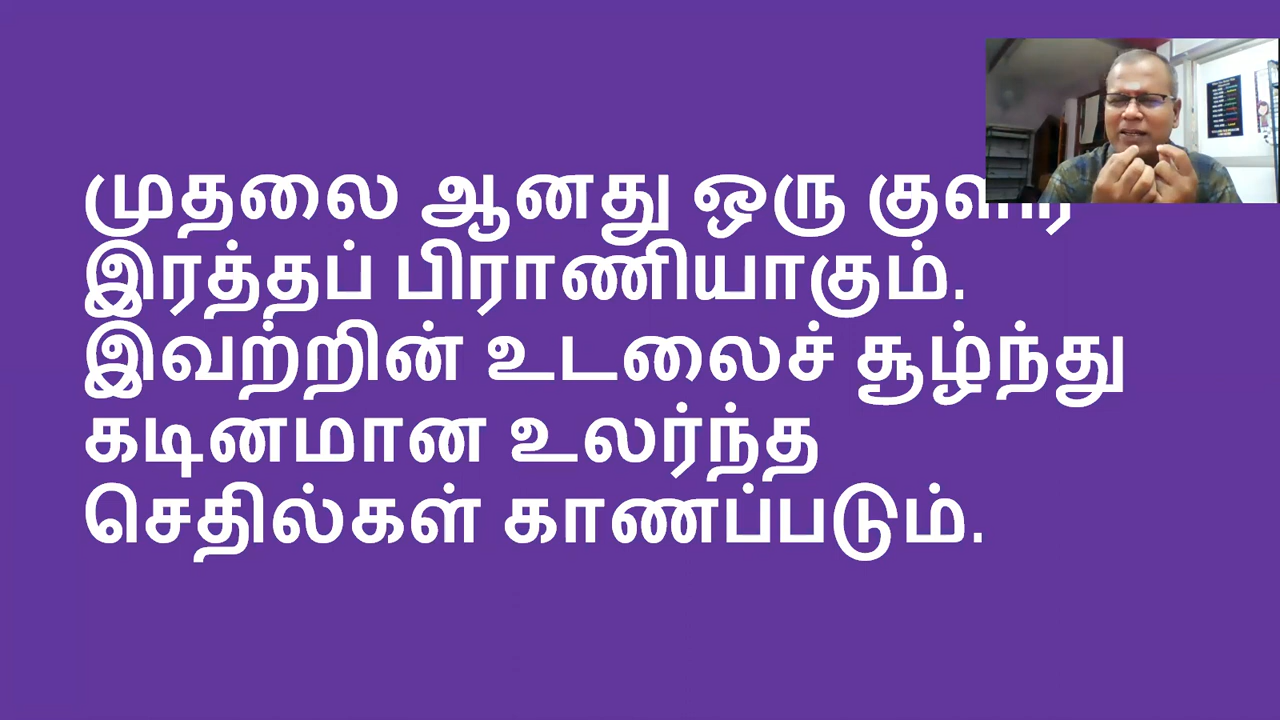 முதலை ஆனது ஒரு குளிர்
இரத்தப் பிராணியாகும்.
இவற்றின் உடலைச் சூழ்ந்து
கடினமான உலர்ந்த
செதில்கள் காணப்படும்.